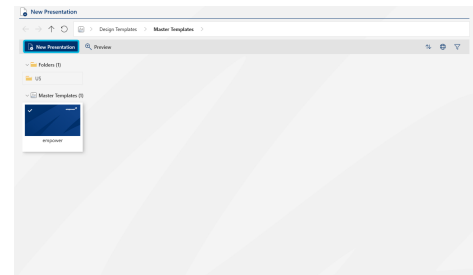 New Presentation
Design Templates > Master Templates >
New Presentation Preview
Folders (1)
US
Master Templates (1)
empower